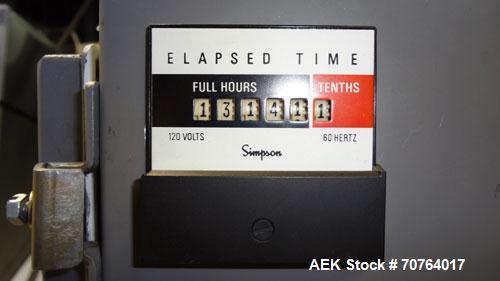 ELAPSED TIME
FULL HOURS TENTHS
1 3 1 4 1 1
120 VOLTS 60 HERTZ
Simpson
AEK Stock # 70764017